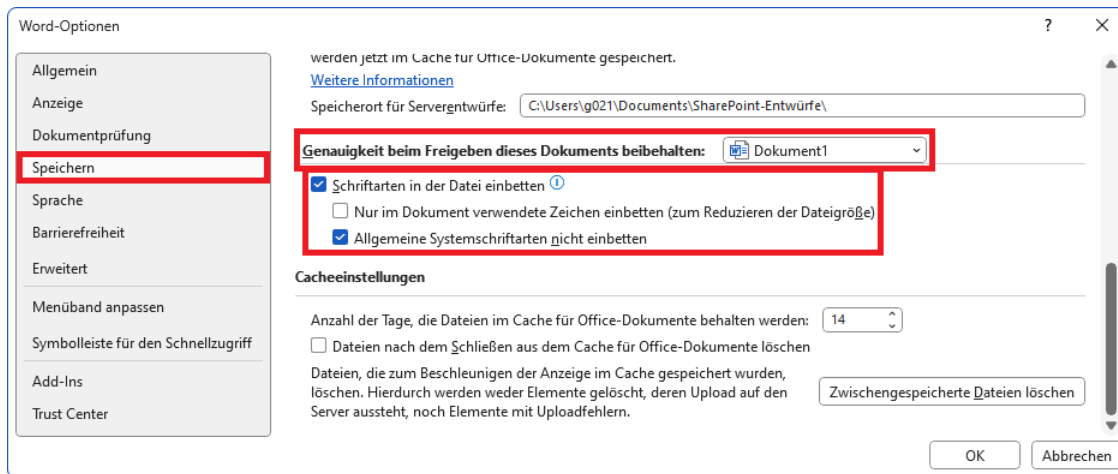 Word-Optionen
?
Allgemein
Anzeige
Dokumentprüfung
Speichern
Sprache
Barrierefreiheit
Erweitert
Menüband anpassen
Symbolleiste für den Schnellzugriff
Add-Ins
Trust Center
werden jetzt im Cache für Office-Dokumente gespeichert.
Weitere Informationen
Speicherort für Serverentwürfe: C:\Users\g021\Documents\SharePoint-Entwürfe\
Genauigkeit beim Freigeben dieses Dokuments beibehalten: Dokument1
Schriftarten in der Datei einbetten
Nur im Dokument verwendete Zeichen einbetten (zum Reduzieren der Dateigröße)
Allgemeine Systemschriftarten nicht einbetten
Cacheeinstellungen
Anzahl der Tage, die Dateien im Cache für Office-Dokumente behalten werden: 14
Dateien nach dem Schließen aus dem Cache für Office-Dokumente löschen
Dateien, die zum Beschleunigen der Anzeige im Cache gespeichert wurden,
löschen. Hierdurch werden weder Elemente gelöscht, deren Upload auf den
Server aussteht, noch Elemente mit Uploadfehlern.
Zwischengespeicherte Dateien löschen
OK
Abbrechen